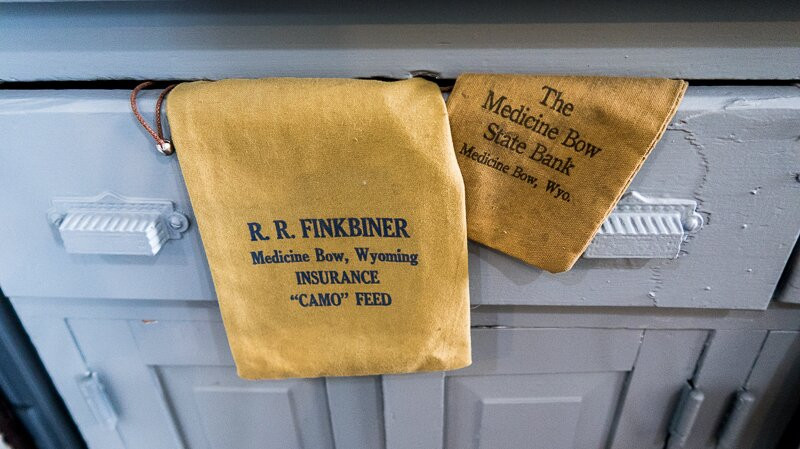 R. R. FINKBINER
Medicine Bow, Wyoming
INSURANCE
"CAMO" FEED
The
Medicine Bow
State Bank
Medicine Bow, Wyo.